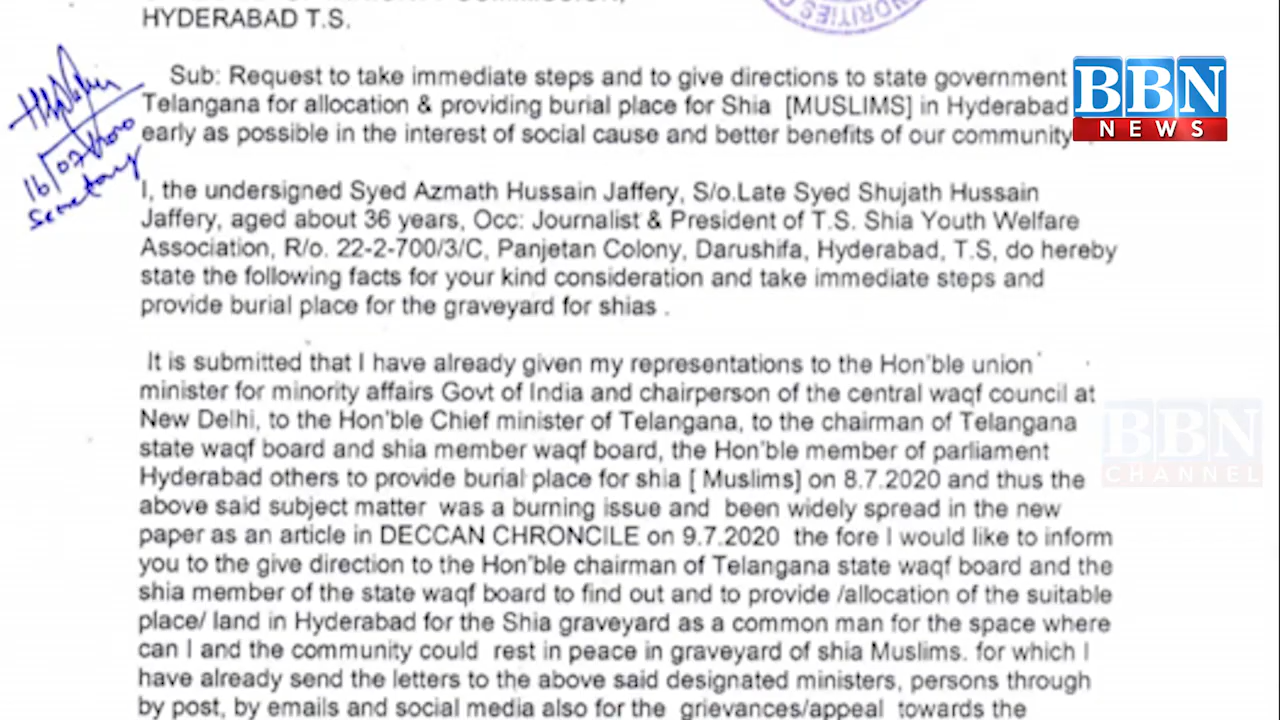 HYDERABAD T.S.
Sub: Request to take immediate steps and to give directions to state government
Telangana for allocation & providing burial place for Shia [MUSLIMS] in Hyderabad
early as possible in the interest of social cause and better benefits of our community
BBN
NEWS
16/07/2020
Secretary
I, the undersigned Syed Azmath Hussain Jaffery, S/o.Late Syed Shujath Hussain
Jaffery, aged about 36 years, Occ: Journalist & President of T.S. Shia Youth Welfare
Association, R/o. 22-2-700/3/C, Panjetan Colony, Darushifa, Hyderabad, T.S, do hereby
state the following facts for your kind consideration and take immediate steps and
provide burial place for the graveyard for shias .
It is submitted that I have already given my representations to the Hon'ble union
minister for minority affairs Govt of India and chairperson of the central waqf council at
New Delhi, to the Hon'ble Chief minister of Telangana, to the chairman of Telangana
state waqf board and shia member waqf board, the Hon'ble member of parliament
Hyderabad others to provide burial place for shia [ Muslims] on 8.7.2020 and thus the
above said subject matter was a burning issue and been widely spread in the new
paper as an article in DECCAN CHRONCILE on 9.7.2020 the fore I would like to inform
you to the give direction to the Hon'ble chairman of Telangana state waqf board and the
shia member of the state waqf board to find out and to provide /allocation of the suitable
place/ land in Hyderabad for the Shia graveyard as a common man for the space where
can I and the community could rest in peace in graveyard of shia Muslims. for which I
have already send the letters to the above said designated ministers, persons through
by post, by emails and social media also for the grievances/appeal towards the
BBN
CHANNEL